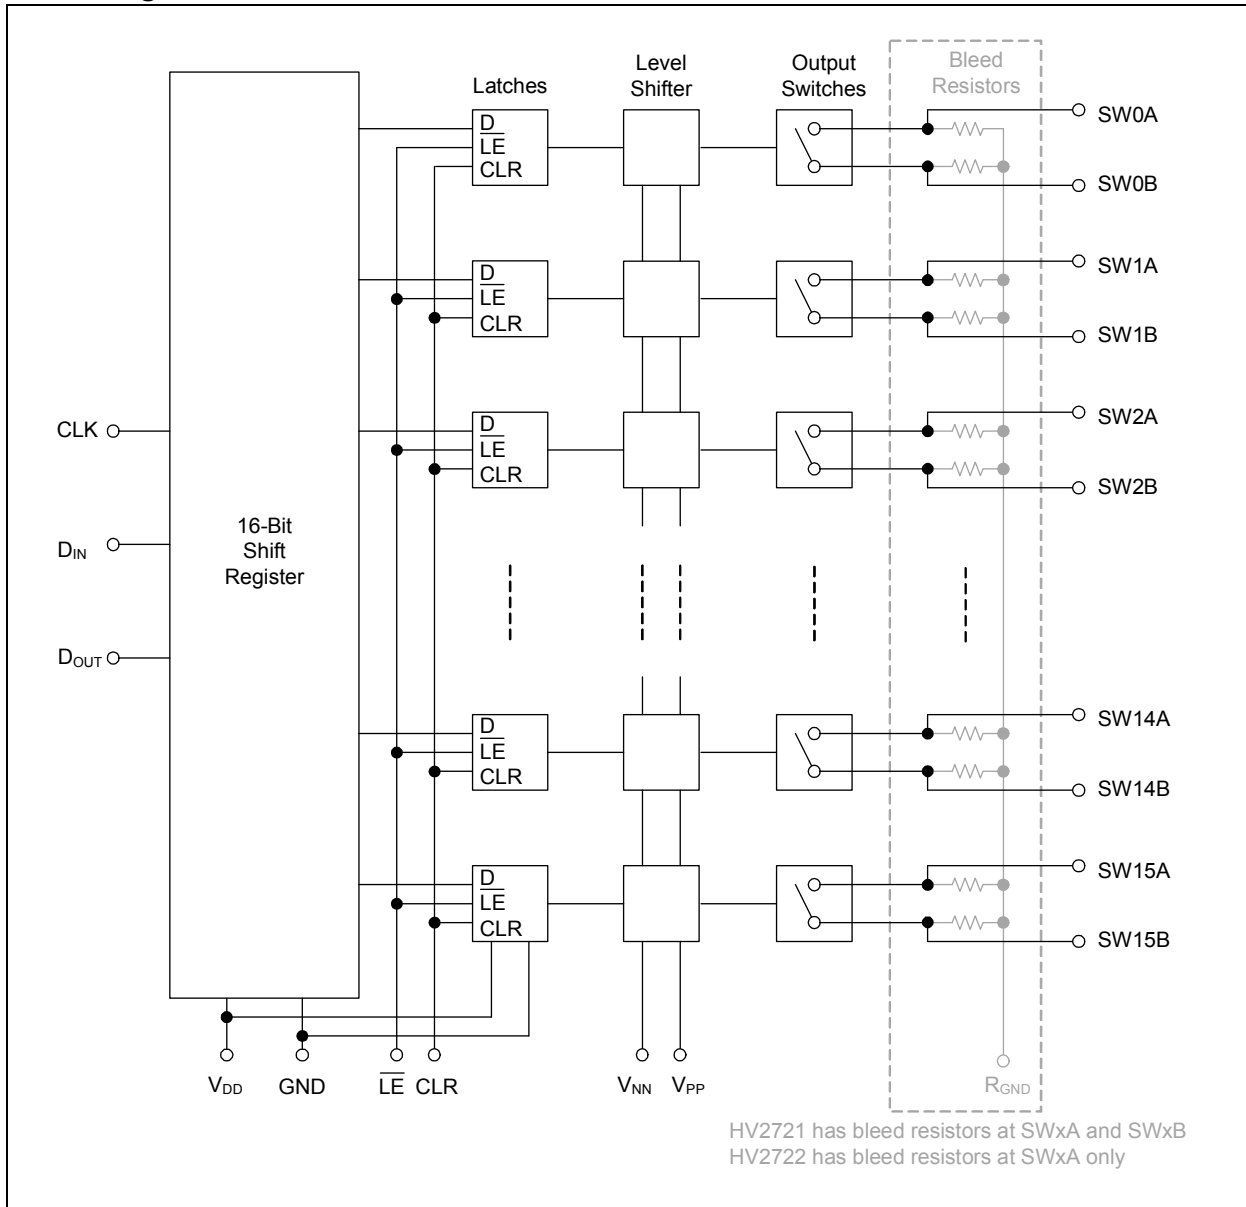 Latches
Level
Shifter
Output
Switches
Bleed
Resistors
D
LE
CLR
SW0A
SW0B
D
LE
CLR
SW1A
SW1B
D
LE
CLR
SW2A
SW2B
CLK
DIN
DOUT
16-Bit
Shift
Register
D
LE
CLR
SW14A
SW14B
D
LE
CLR
SW15A
SW15B
VDD
GND
LE
CLR
VNN
VPP
RGND
HV2721 has bleed resistors at SWxA and SWxB
HV2722 has bleed resistors at SWxA only